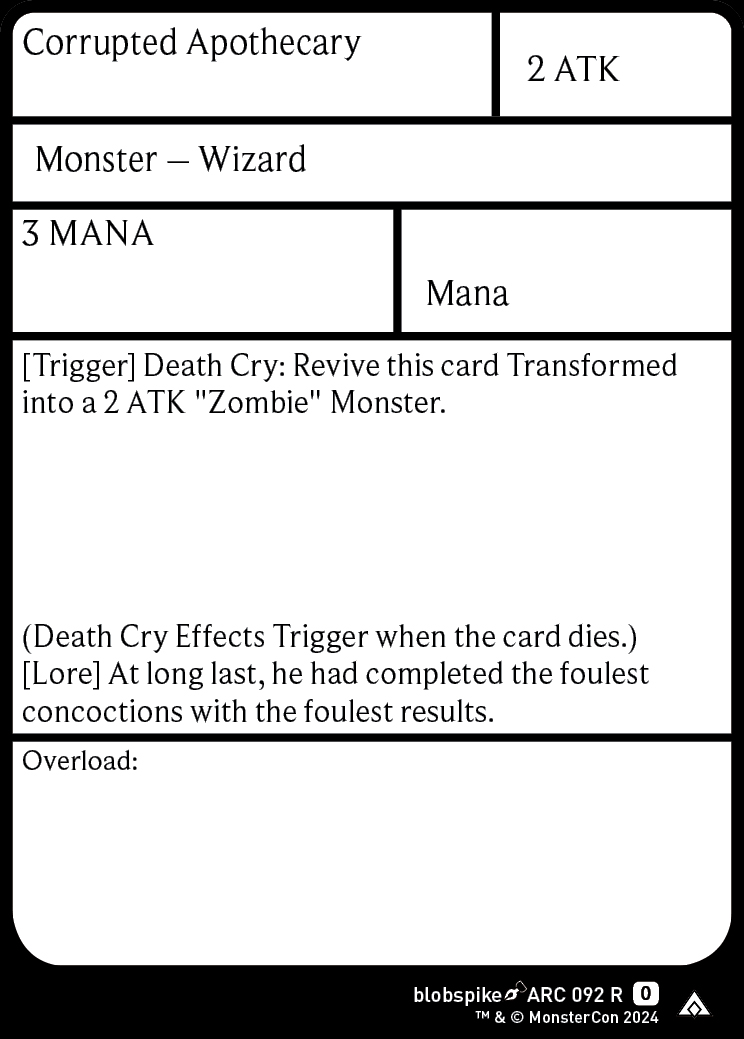 Corrupted Apothecary
2 ATK
Monster – Wizard
3 MANA
Mana
[Trigger] Death Cry: Revive this card Transformed
into a 2 ATK "Zombie" Monster.
(Death Cry Effects Trigger when the card dies.)
[Lore] At long last, he had completed the foulest
concoctions with the foulest results.
Overload:
blobspike ARC 092 R 0
™ & © MonsterCon 2024